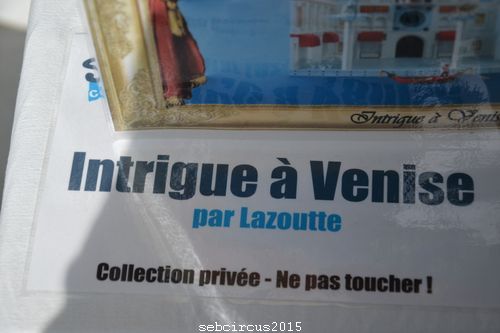 Intrigue à Venise
Intrigue à Venise
par Lazoutte
Collection privée - Ne pas toucher !
sebcircus2015